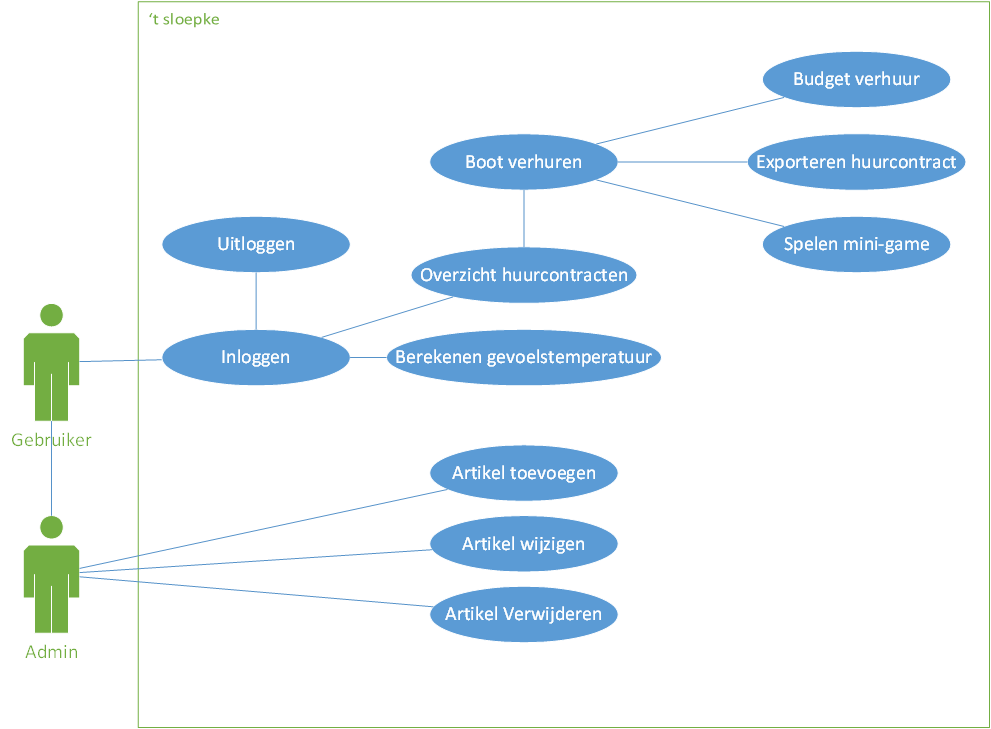 ‘t sloepke
Budget verhuur
Boot verhuren
Exporteren huurcontract
Uitloggen
Spelen mini-game
Overzicht huurcontracten
Inloggen
Berekenen gevoelstemperatuur
Gebruiker
Artikel toevoegen
Artikel wijzigen
Artikel Verwijderen
Admin